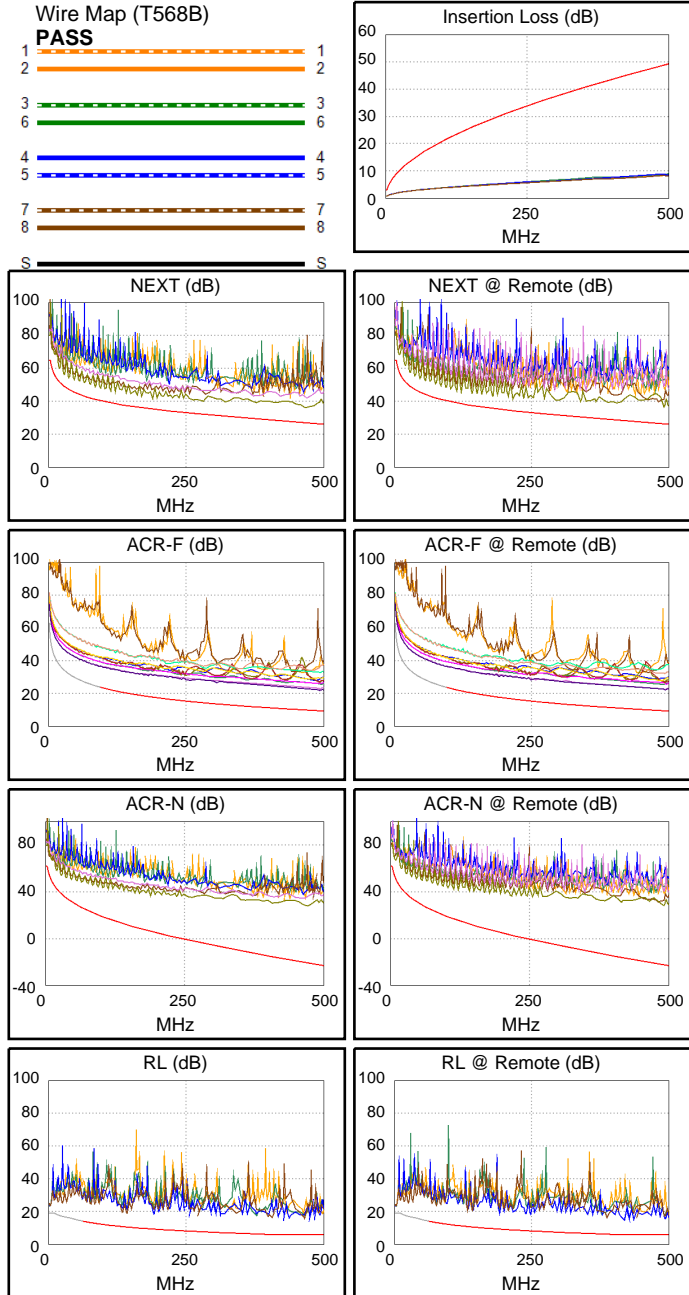 Wire Map (T568B)
PASS
1 1
2 2
3 3
6 6
4 4
5 5
7 7
8 8
S S
Insertion Loss (dB)
60
50
40
30
20
10
0
0 250 500
MHz
NEXT (dB)
100
80
60
40
20
0
0 250 500
MHz
NEXT @ Remote (dB)
100
80
60
40
20
0
0 250 500
MHz
ACR-F (dB)
100
80
60
40
20
0
0 250 500
MHz
ACR-F @ Remote (dB)
100
80
60
40
20
0
0 250 500
MHz
ACR-N (dB)
80
40
0
-40
0 250 500
MHz
ACR-N @ Remote (dB)
80
40
0
-40
0 250 500
MHz
RL (dB)
100
80
60
40
20
0
0 250 500
MHz
RL @ Remote (dB)
100
80
60
40
20
0
0 250 500
MHz